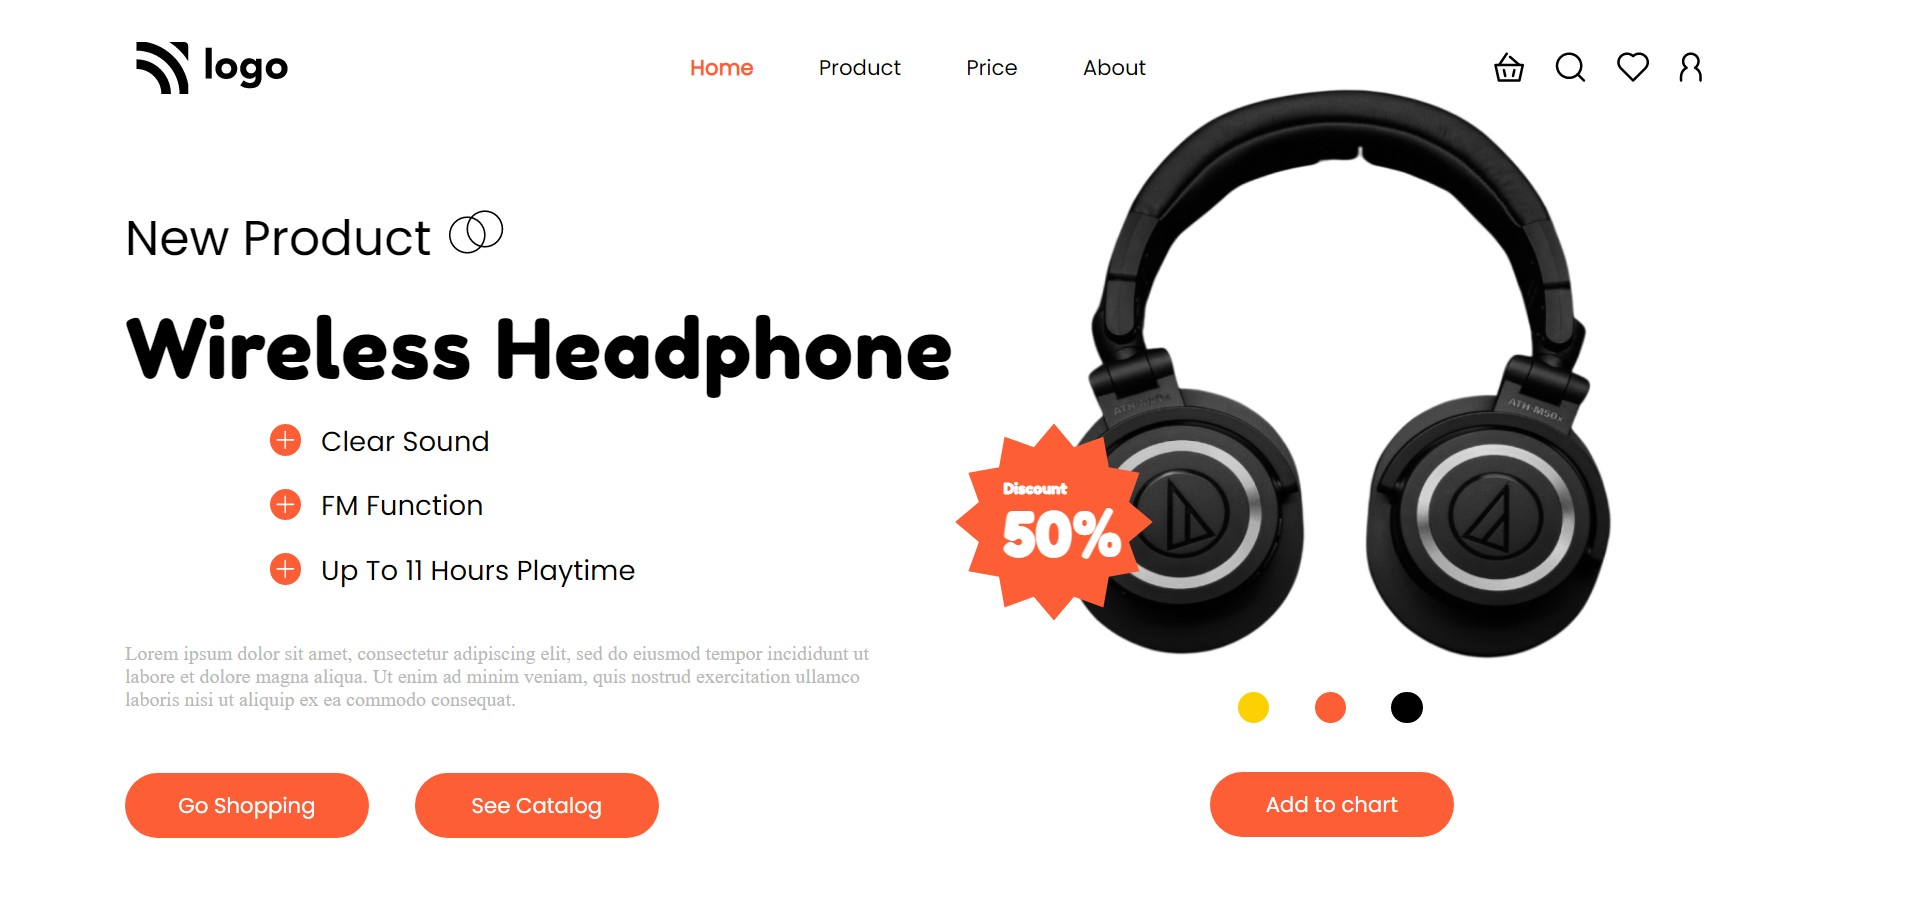 logo
Home Product Price About
New Product
Wireless Headphone
Clear Sound
FM Function
Up To 11 Hours Playtime
Lorem ipsum dolor sit amet, consectetur adipiscing elit, sed do eiusmod tempor incididunt ut
labore et dolore magna aliqua. Ut enim ad minim veniam, quis nostrud exercitation ullamco
laboris nisi ut aliquip ex ea commodo consequat.
Go Shopping
See Catalog
ATH-M50x
ATH-M50x
Discount
50%
Add to chart